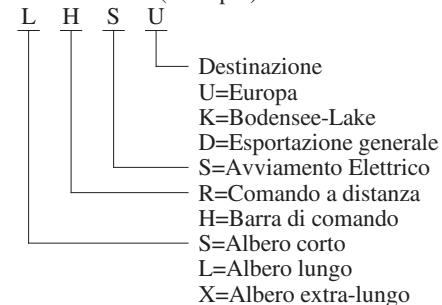 L H S U
Destinazione
U=Europa
K=Bodensee-Lake
D=Esportazione generale
S=Avviamento Elettrico
R=Comando a distanza
H=Barra di comando
S=Albero corto
L=Albero lungo
X=Albero extra-lungo